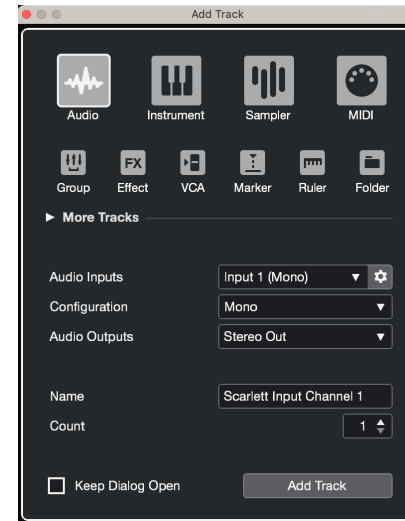 Add Track
Audio Instrument Sampler MIDI
FX
Group Effect VCA Marker Ruler Folder
More Tracks
Audio Inputs Input 1 (Mono)
Configuration Mono
Audio Outputs Stereo Out
Name Scarlett Input Channel 1
Count 1
Keep Dialog Open Add Track